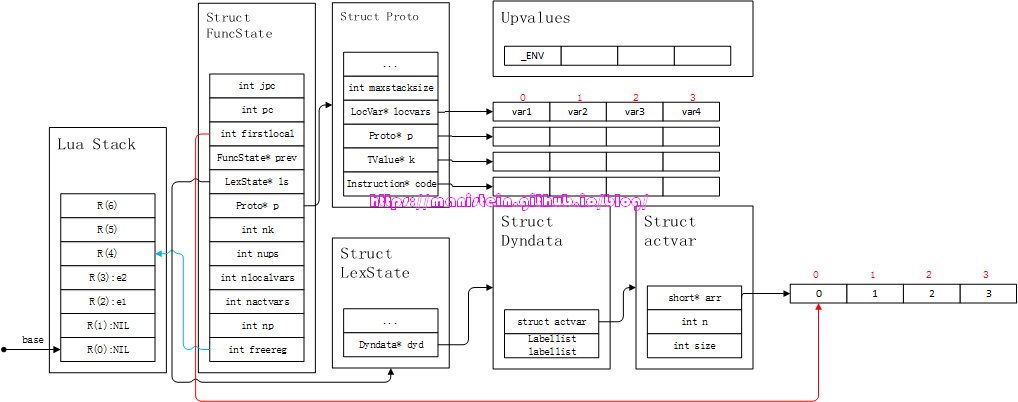 Lua Stack
R(6)
R(5)
R(4)
R(3):e2
R(2):e1
R(1):NIL
R(0):NIL
base
Struct
FuncState
int jpc
int pc
int firstlocal
FuncState* prev
LexState* ls
Proto* p
int nk
int nups
int nlocalvars
int nactvars
int np
int freereg
Struct Proto
...
int maxstacksize
LocVar* locvars
Proto* p
TValue* k
Instruction* code
Upvalues
_ENV
0 1 2 3
var1 var2 var3 var4
https://monistein.github.io/blog/
Struct
LexState
...
Dyndata* dyd
Struct
Dyndata
struct actvar
Labellist
labellist
Struct
actvar
short* arr
int n
int size
0 1 2 3
0 1 2 3